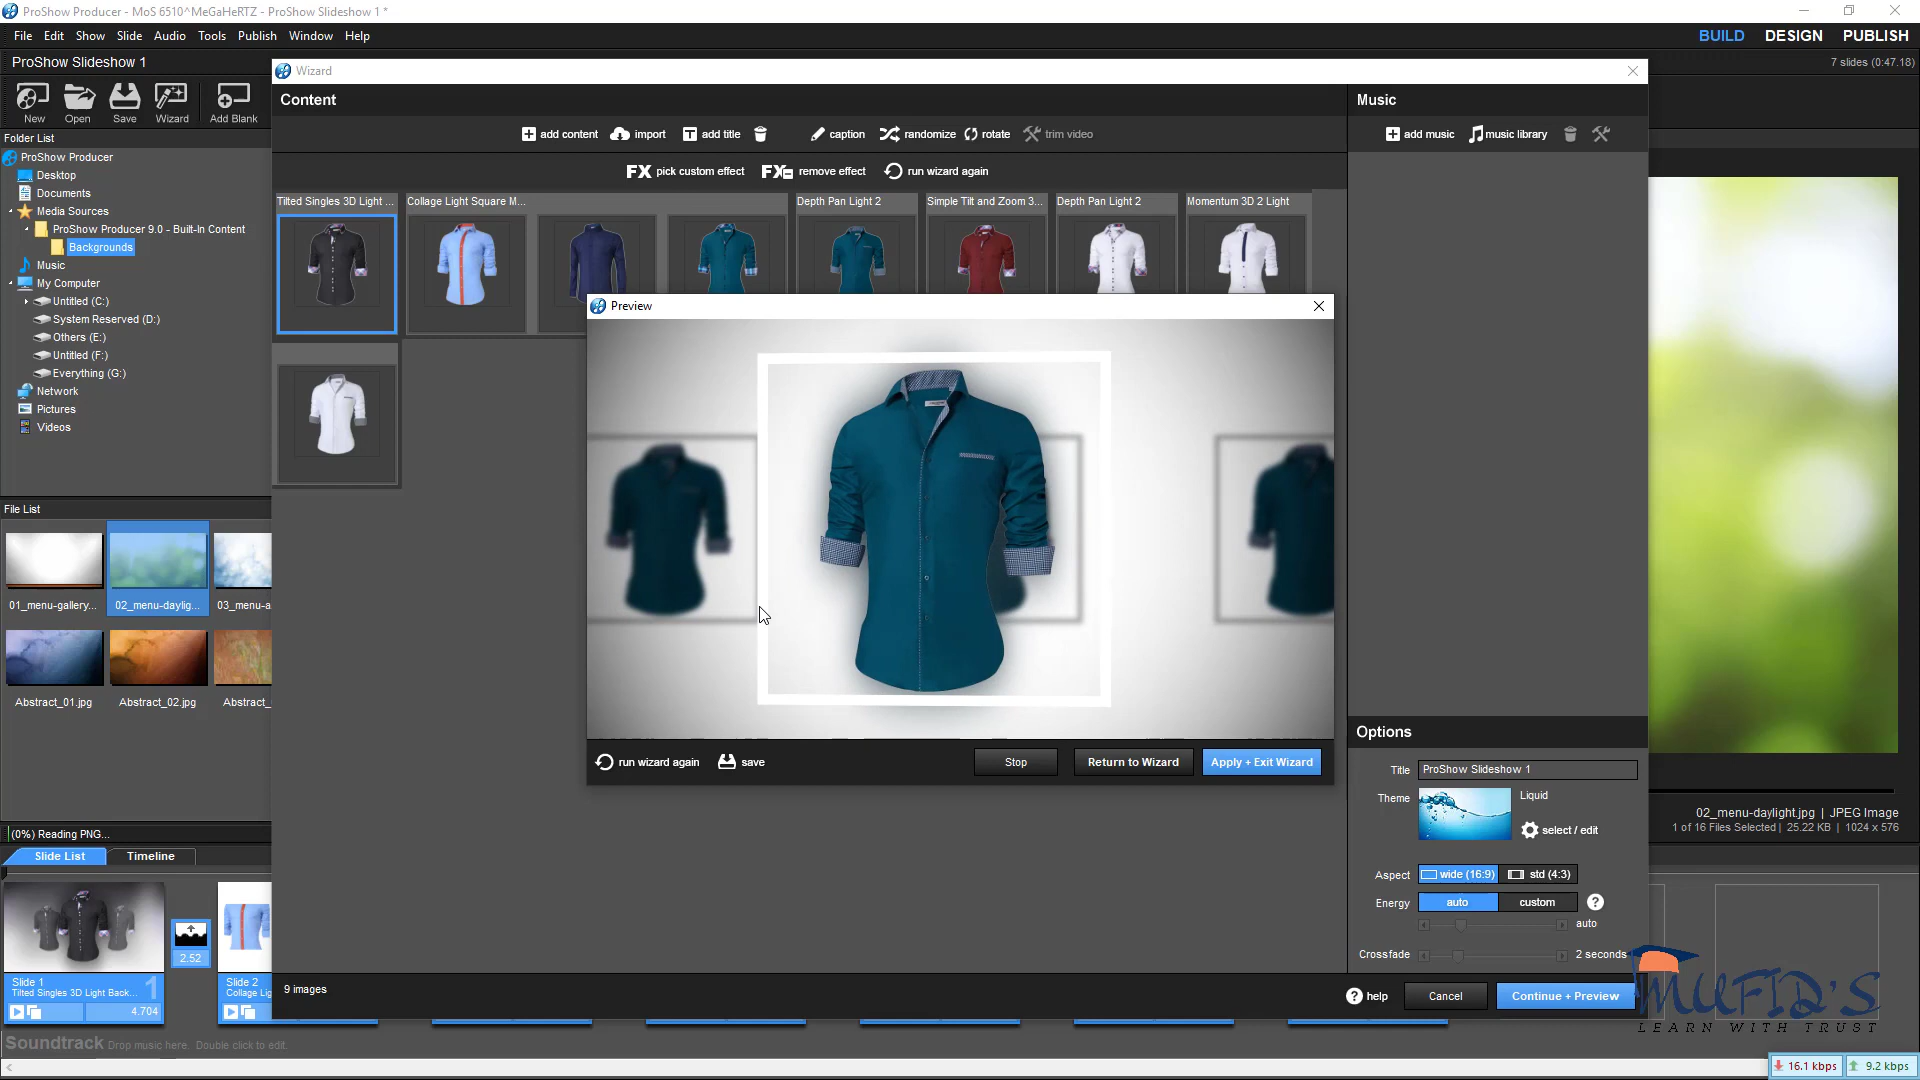 ProShow Producer - MoS 6510^MeGaHeRTZ - ProShow Slideshow 1 *
File Edit Show Slide Audio Tools Publish Window Help
BUILD DESIGN PUBLISH
ProShow Slideshow 1
7 slides (0:47.18)
New Open Save Wizard Add Blank
Wizard
Content
Music
add content import add title caption randomize rotate trim video
add music music library
FX pick custom effect FX remove effect run wizard again
Folder List
ProShow Producer
Desktop
Documents
Media Sources
ProShow Producer 9.0 - Built-In Content
Backgrounds
Music
My Computer
Untitled (C:)
System Reserved (D:)
Others (E:)
Untitled (F:)
Everything (G:)
Network
Pictures
Videos
Tilted Singles 3D Light ... Collage Light Square M... Depth Pan Light 2 Simple Tilt and Zoom 3... Depth Pan Light 2 Momentum 3D 2 Light
Preview
run wizard again save Stop Return to Wizard Apply + Exit Wizard
File List
01_menu-gallery... 02_menu-daylig... 03_menu-a
Abstract_01.jpg Abstract_02.jpg Abstract_
(0%) Reading PNG...
Slide List Timeline
Options
Title ProShow Slideshow 1
Theme Liquid
select / edit
Aspect wide (16:9) std (4:3)
Energy auto custom ?
auto
Crossfade 2 seconds
02_menu-daylight.jpg | JPEG Image
1 of 16 Files Selected | 25.22 KB | 1024 x 576
2.52
Slide 1 1
Tilted Singles 3D Light Back...
4.704
Slide 2
Collage Lig
9 images
? help Cancel Continue + Preview
MUFID'S
LEARN WITH TRUST
Soundtrack Drop music here. Double click to edit.
16.1 kbps 9.2 kbps